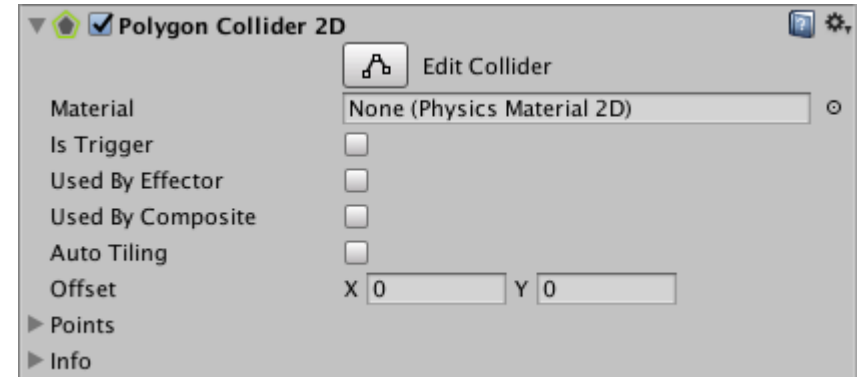 Polygon Collider 2D
Edit Collider
Material None (Physics Material 2D)
Is Trigger
Used By Effector
Used By Composite
Auto Tiling
Offset X 0 Y 0
Points
Info